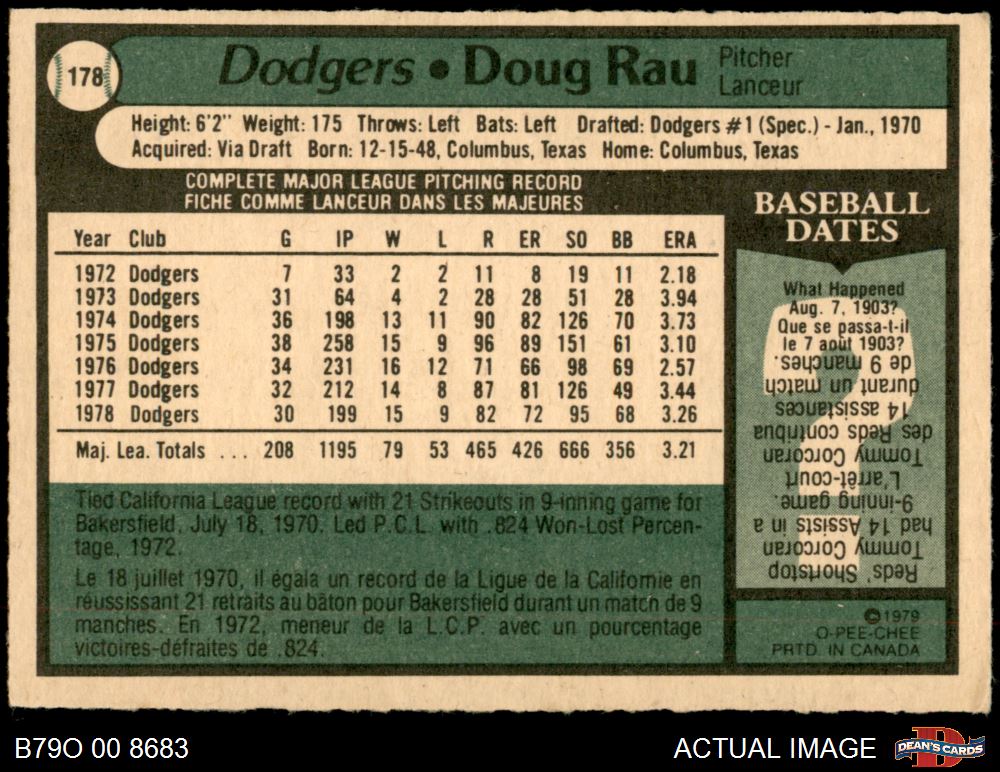 178
Dodgers • Doug Rau
Pitcher
Lanceur
Height: 6'2" Weight: 175 Throws: Left Bats: Left Drafted: Dodgers #1 (Spec.) - Jan., 1970
Acquired: Via Draft Born: 12-15-48, Columbus, Texas Home: Columbus, Texas
COMPLETE MAJOR LEAGUE PITCHING RECORD
FICHE COMME LANCEUR DANS LES MAJEURES
Year Club G IP W L R ER SO BB ERA
1972 Dodgers 7 33 2 2 11 8 19 11 2.18
1973 Dodgers 31 64 4 2 28 28 51 28 3.94
1974 Dodgers 36 198 13 11 90 82 126 70 3.73
1975 Dodgers 38 258 15 9 96 89 151 61 3.10
1976 Dodgers 34 231 16 12 71 66 98 69 2.57
1977 Dodgers 32 212 14 8 87 81 126 49 3.44
1978 Dodgers 30 199 15 9 82 72 95 68 3.26
Maj. Lea. Totals ... 208 1195 79 53 465 426 666 356 3.21
Tied California League record with 21 Strikeouts in 9-inning game for
Bakersfield, July 18, 1970. Led P.C.L. with .824 Won-Lost Percen-
tage, 1972.
Le 18 juillet 1970, il égala un record de la Ligue de la Californie en
réussissant 21 retraits au bâton pour Bakersfield durant un match de 9
manches. En 1972, meneur de la L.C.P. avec un pourcentage
victoires-défraites de .824.
BASEBALL
DATES
What Happened
Aug. 7, 1903?
Que se passa-t-il
le 7 août 1903?
Reds' Shortstop
Tommy Corcoran
had 14 Assists in a
9-inning game.
L'arrêt-court
Tommy Corcoran
des Reds contribua
14 assistances
durant un match
de 9 manches.
©1979
O-PEE-CHEE
PRTD. IN CANADA
B79O 00 8683
ACTUAL IMAGE
D
DEAN'S CARDS